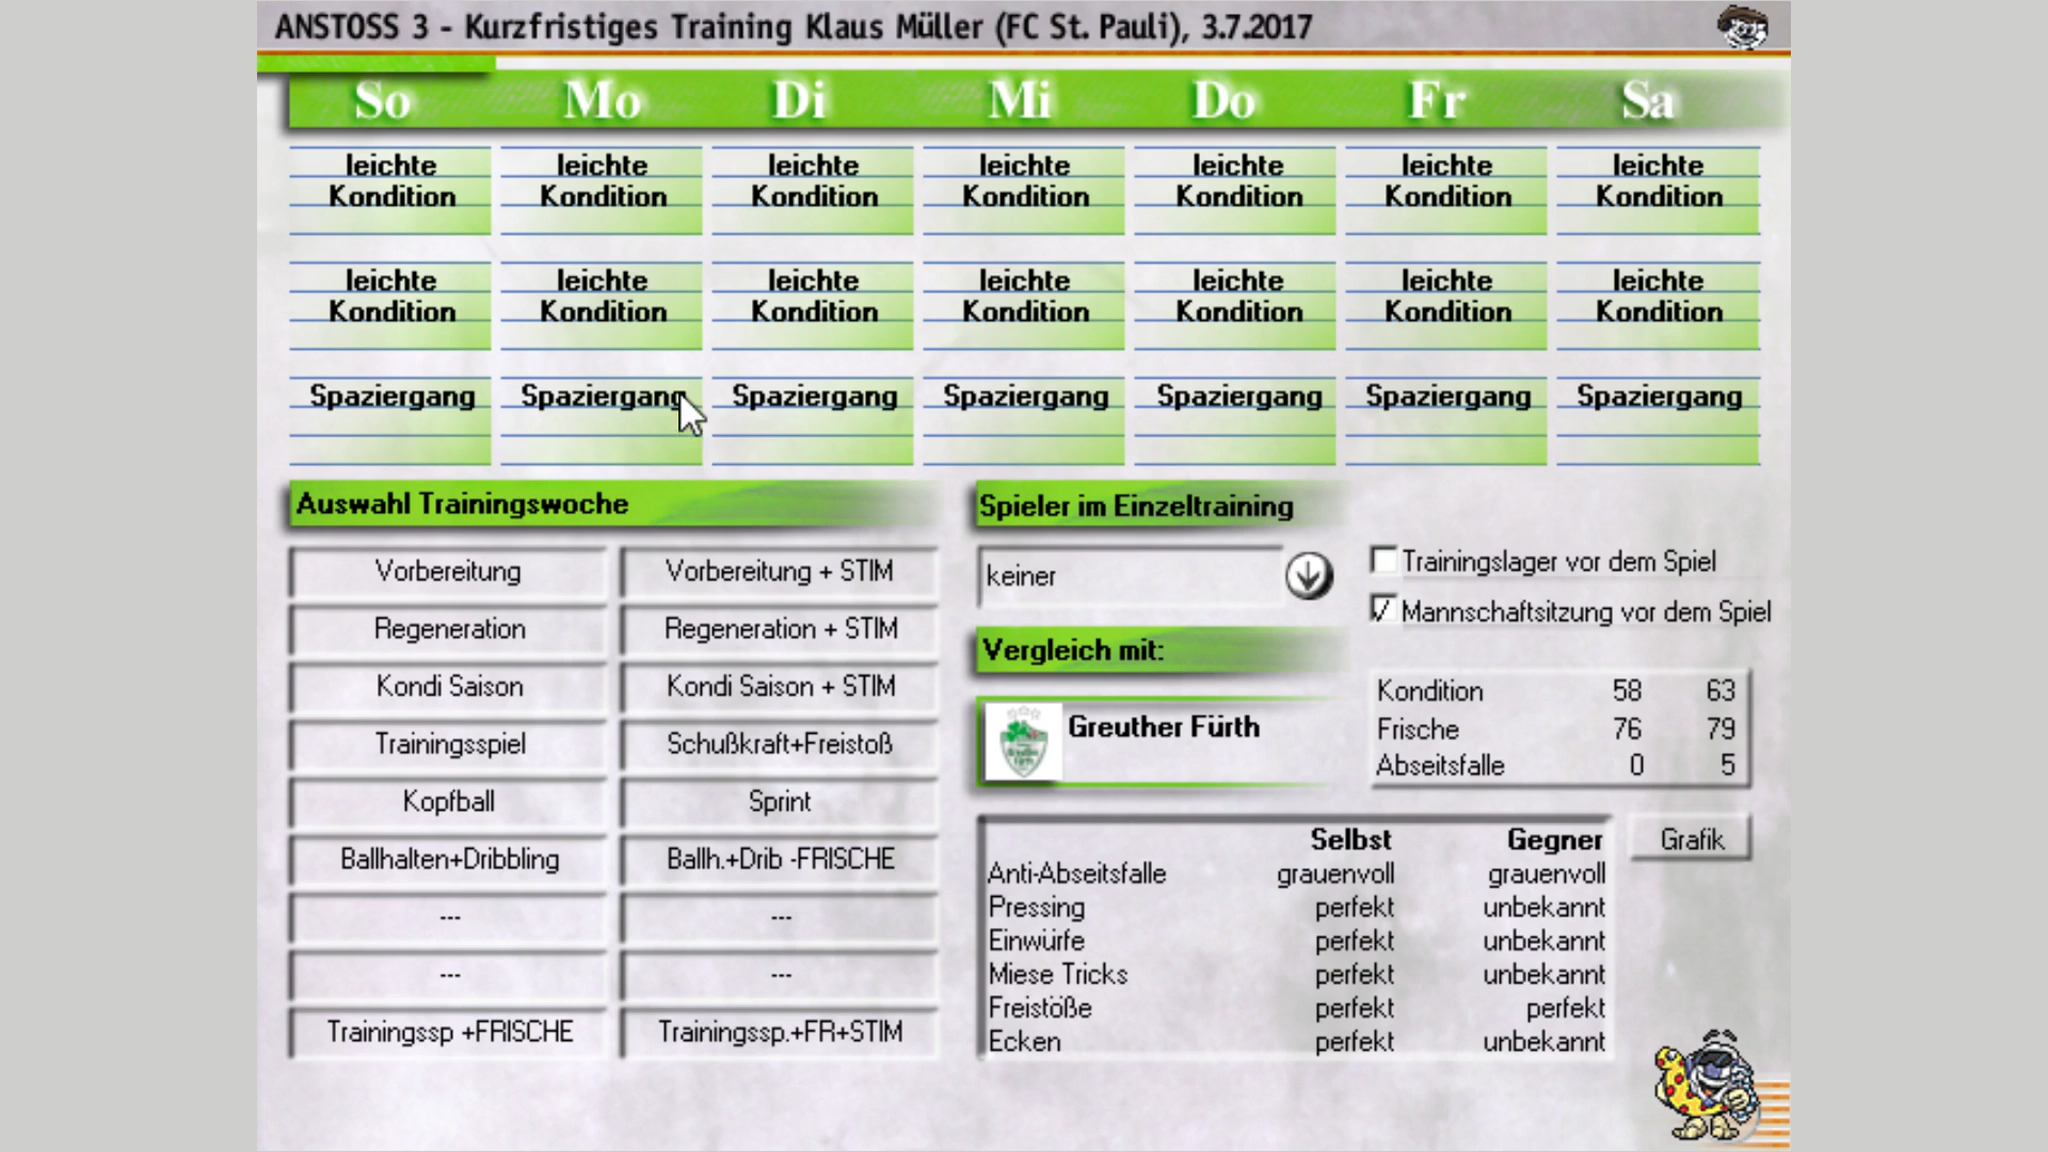 ANSTOSS 3 - Kurzfristiges Training Klaus Müller (FC St. Pauli), 3.7.2017
So Mo Di Mi Do Fr Sa
leichte leichte leichte leichte leichte leichte leichte
Kondition Kondition Kondition Kondition Kondition Kondition Kondition
leichte leichte leichte leichte leichte leichte leichte
Kondition Kondition Kondition Kondition Kondition Kondition Kondition
Spaziergang Spaziergang Spaziergang Spaziergang Spaziergang Spaziergang Spaziergang
Auswahl Trainingswoche
Vorbereitung Vorbereitung + STIM
Regeneration Regeneration + STIM
Kondi Saison Kondi Saison + STIM
Trainingsspiel Schußkraft+Freistoß
Kopfball Sprint
Ballhalten+Dribbling Ballh.+Drib -FRISCHE
--- ---
--- ---
Trainingssp +FRISCHE Trainingssp.+FR+STIM
Spieler im Einzeltraining
keiner
Trainingslager vor dem Spiel
Mannschaftsitzung vor dem Spiel
Vergleich mit:
Greuther Fürth
Kondition 58 63
Frische 76 79
Abseitsfalle 0 5
Selbst Gegner
Anti-Abseitsfalle grauenvoll grauenvoll
Pressing perfekt unbekannt
Einwürfe perfekt unbekannt
Miese Tricks perfekt unbekannt
Freistöße perfekt perfekt
Ecken perfekt unbekannt
Grafik